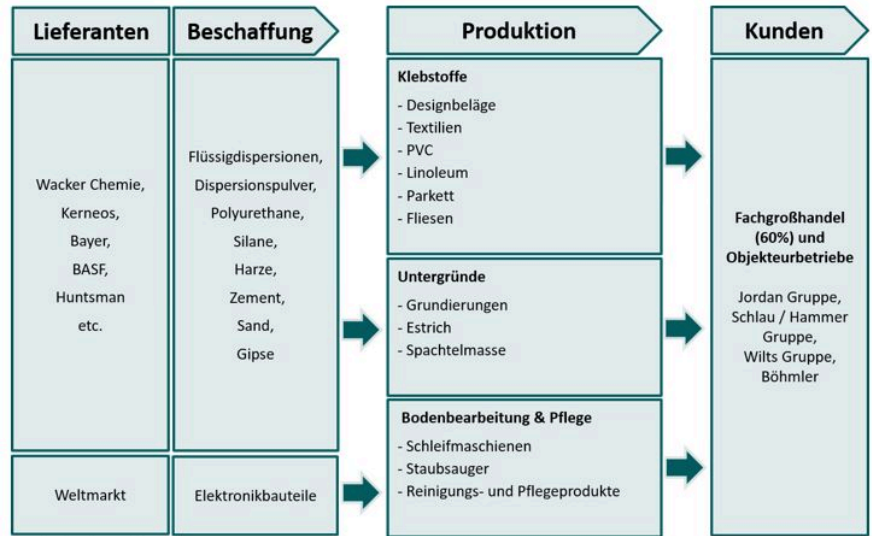 Lieferanten
Beschaffung
Produktion
Kunden
Wacker Chemie,
Kerneos,
Bayer,
BASF,
Huntsman
etc.
Flüssigdispersionen,
Dispersionspulver,
Polyurethane,
Silane,
Harze,
Zement,
Sand,
Gipse
Klebstoffe
- Designbeläge
- Textilien
- PVC
- Linoleum
- Parkett
- Fliesen
Untergründe
- Grundierungen
- Estrich
- Spachtelmasse
Bodenbearbeitung & Pflege
- Schleifmaschienen
- Staubsauger
- Reinigungs- und Pflegeprodukte
Fachgroßhandel
(60%) und
Objekteurbetriebe
Jordan Gruppe,
Schlau / Hammer
Gruppe,
Wilts Gruppe,
Böhmler
Weltmarkt
Elektronikbauteile